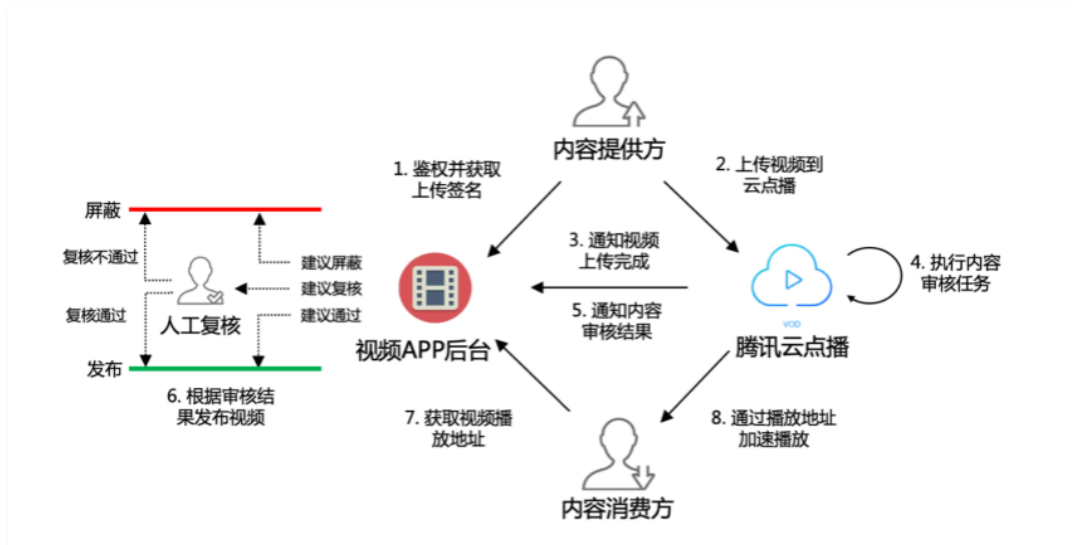 内容提供方
1. 鉴权并获取
上传签名
2. 上传视频到
云点播
屏蔽
复核不通过
建议屏蔽
建议复核
复核通过
建议通过
人工复核
发布
6. 根据审核结
果发布视频
3. 通知视频
上传完成
5. 通知内容
审核结果
视频APP后台
4. 执行内容
审核任务
VOD
腾讯云点播
7. 获取视频播
放地址
8. 通过播放地址
加速播放
内容消费方